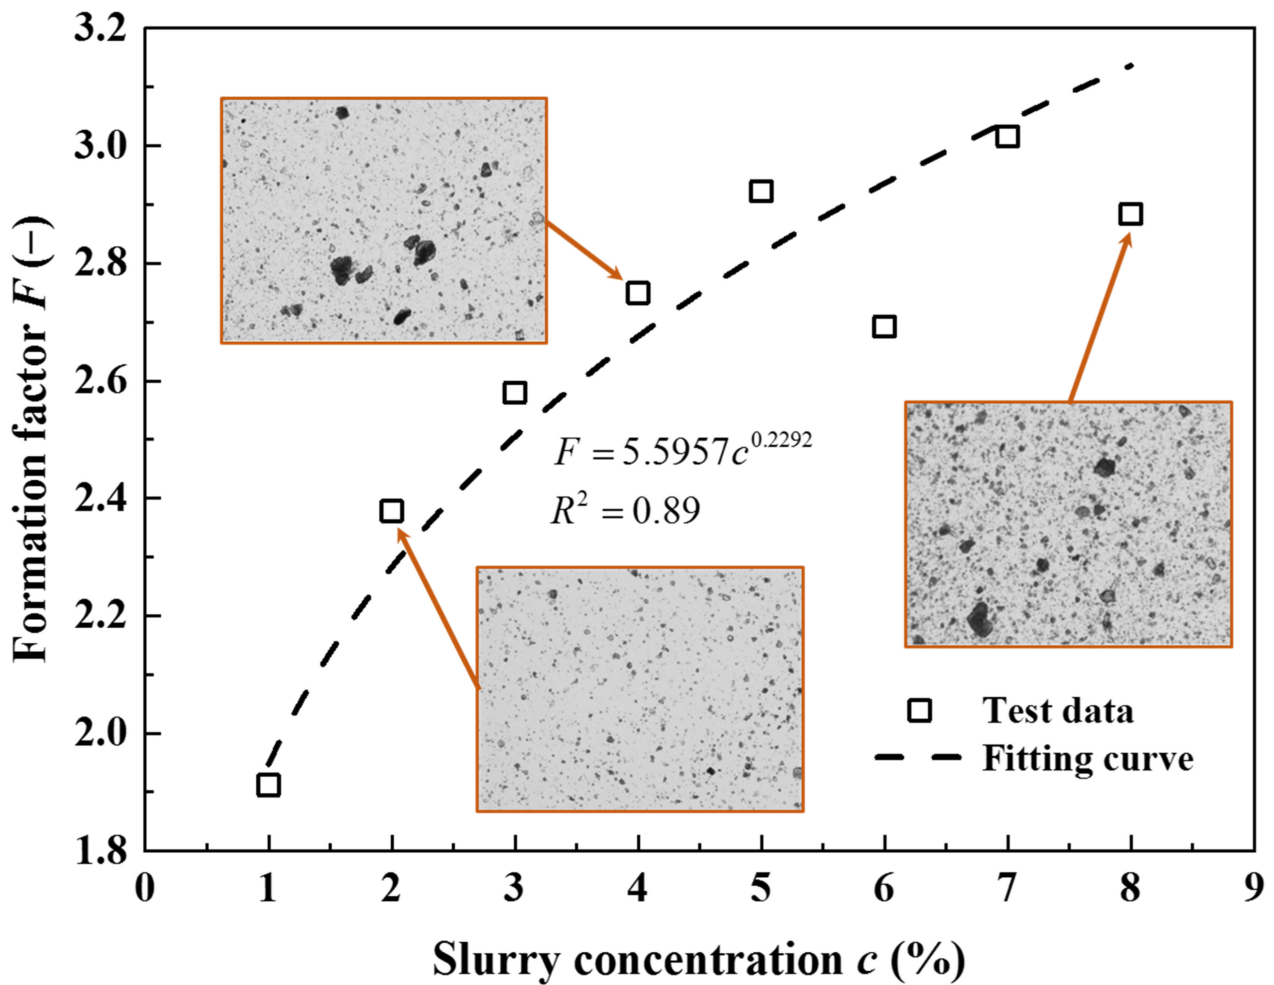 3.2
3.0
2.8
2.6
2.4
2.2
2.0
1.8
Formation factor F (−)
F = 5.5957c^0.2292
R² = 0.89
Test data
Fitting curve
0 1 2 3 4 5 6 7 8 9
Slurry concentration c (%)